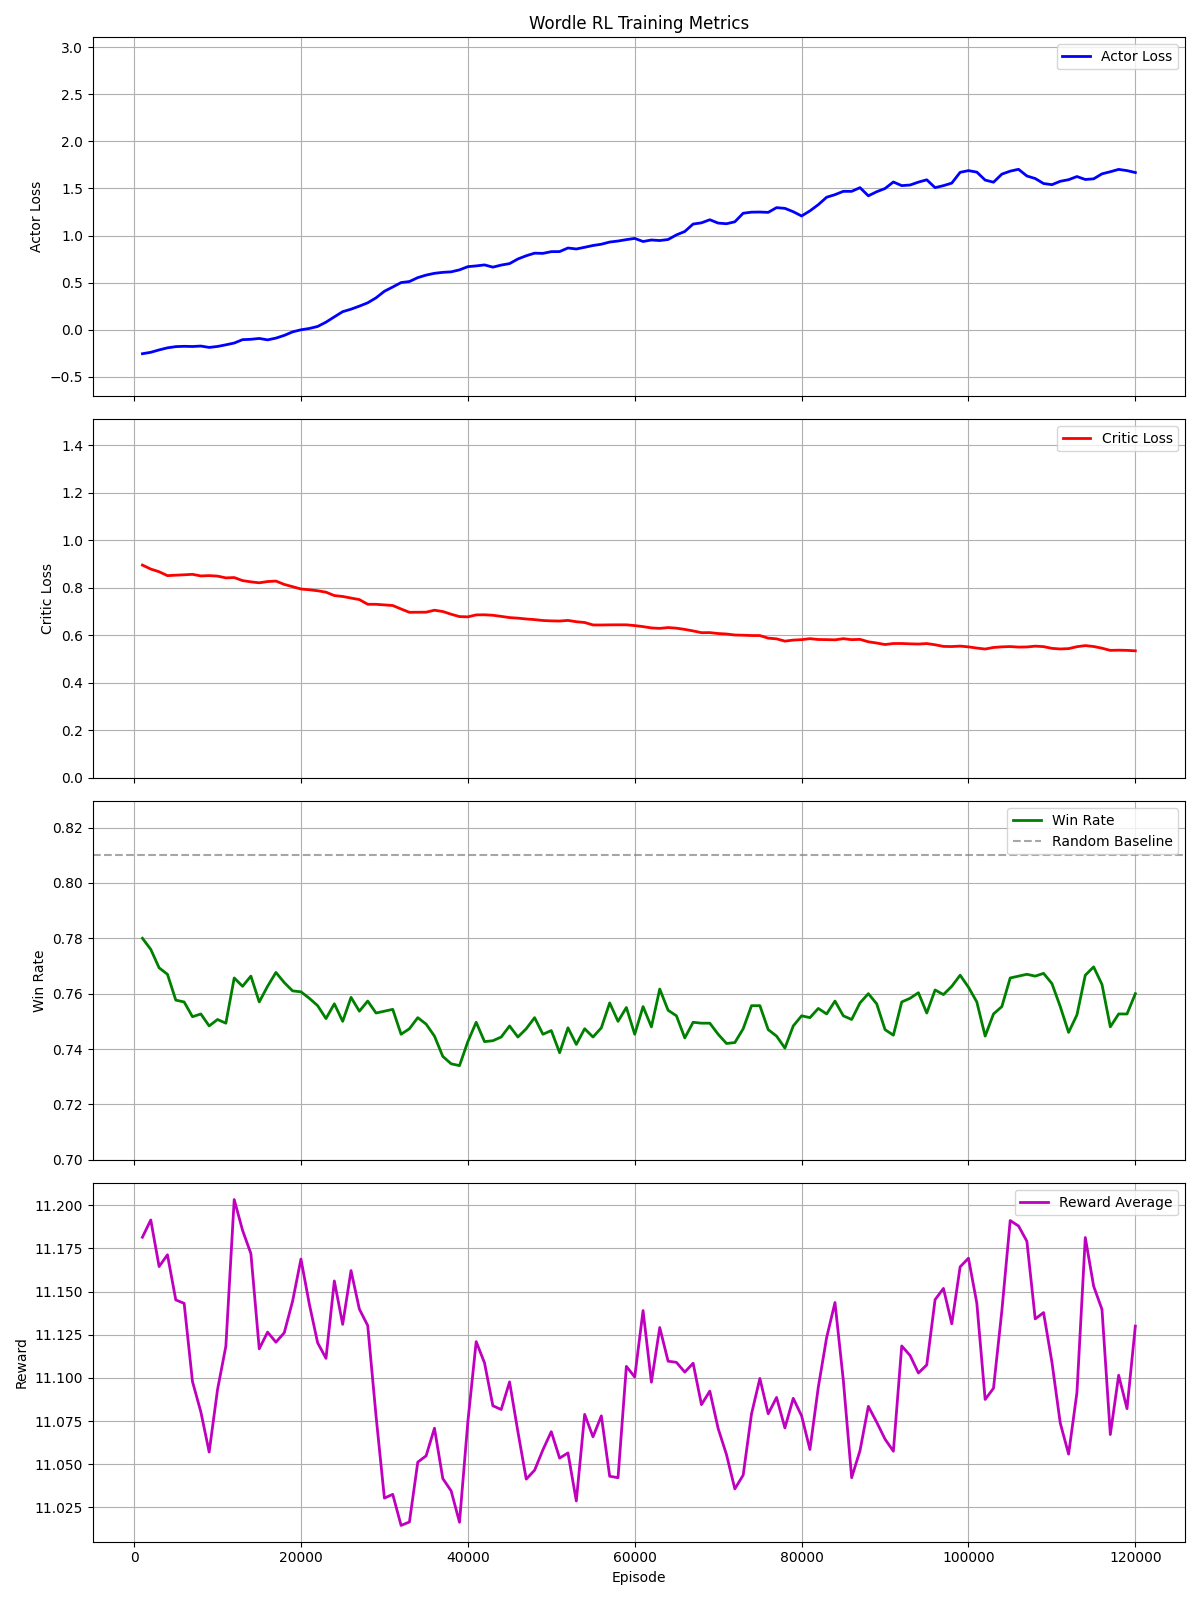 Wordle RL Training Metrics
3.0
2.5
2.0
1.5
1.0
0.5
0.0
−0.5
Actor Loss
Actor Loss
1.4
1.2
1.0
0.8
0.6
0.4
0.2
0.0
Critic Loss
Critic Loss
0.82
0.80
0.78
0.76
0.74
0.72
0.70
Win Rate
Win Rate
Random Baseline
11.200
11.175
11.150
11.125
11.100
11.075
11.050
11.025
Reward
Reward Average
0 20000 40000 60000 80000 100000 120000
Episode